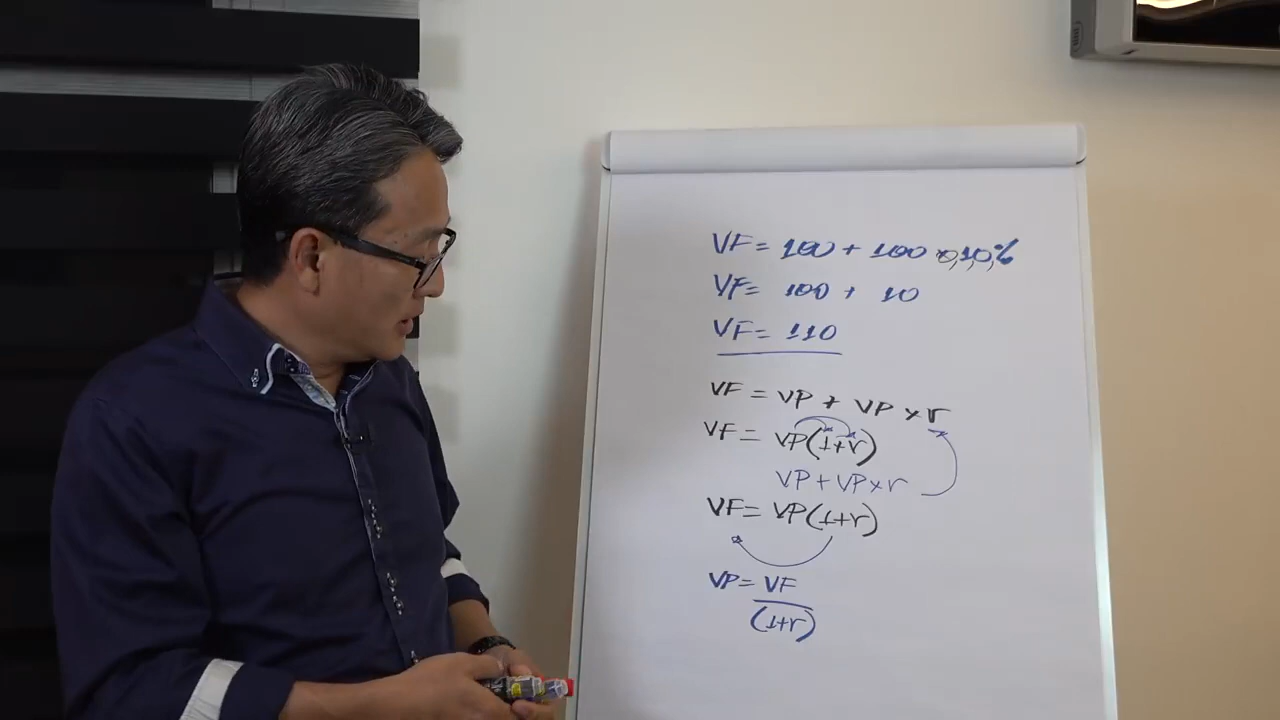 VF = 100 + 100 × 0,10,%
VF = 100 + 10
VF = 110
VF = VP + VP × r
VF = VP(1+r)
VP + VP × r
VF = VP(1+r)
VP = VF
(1+r)